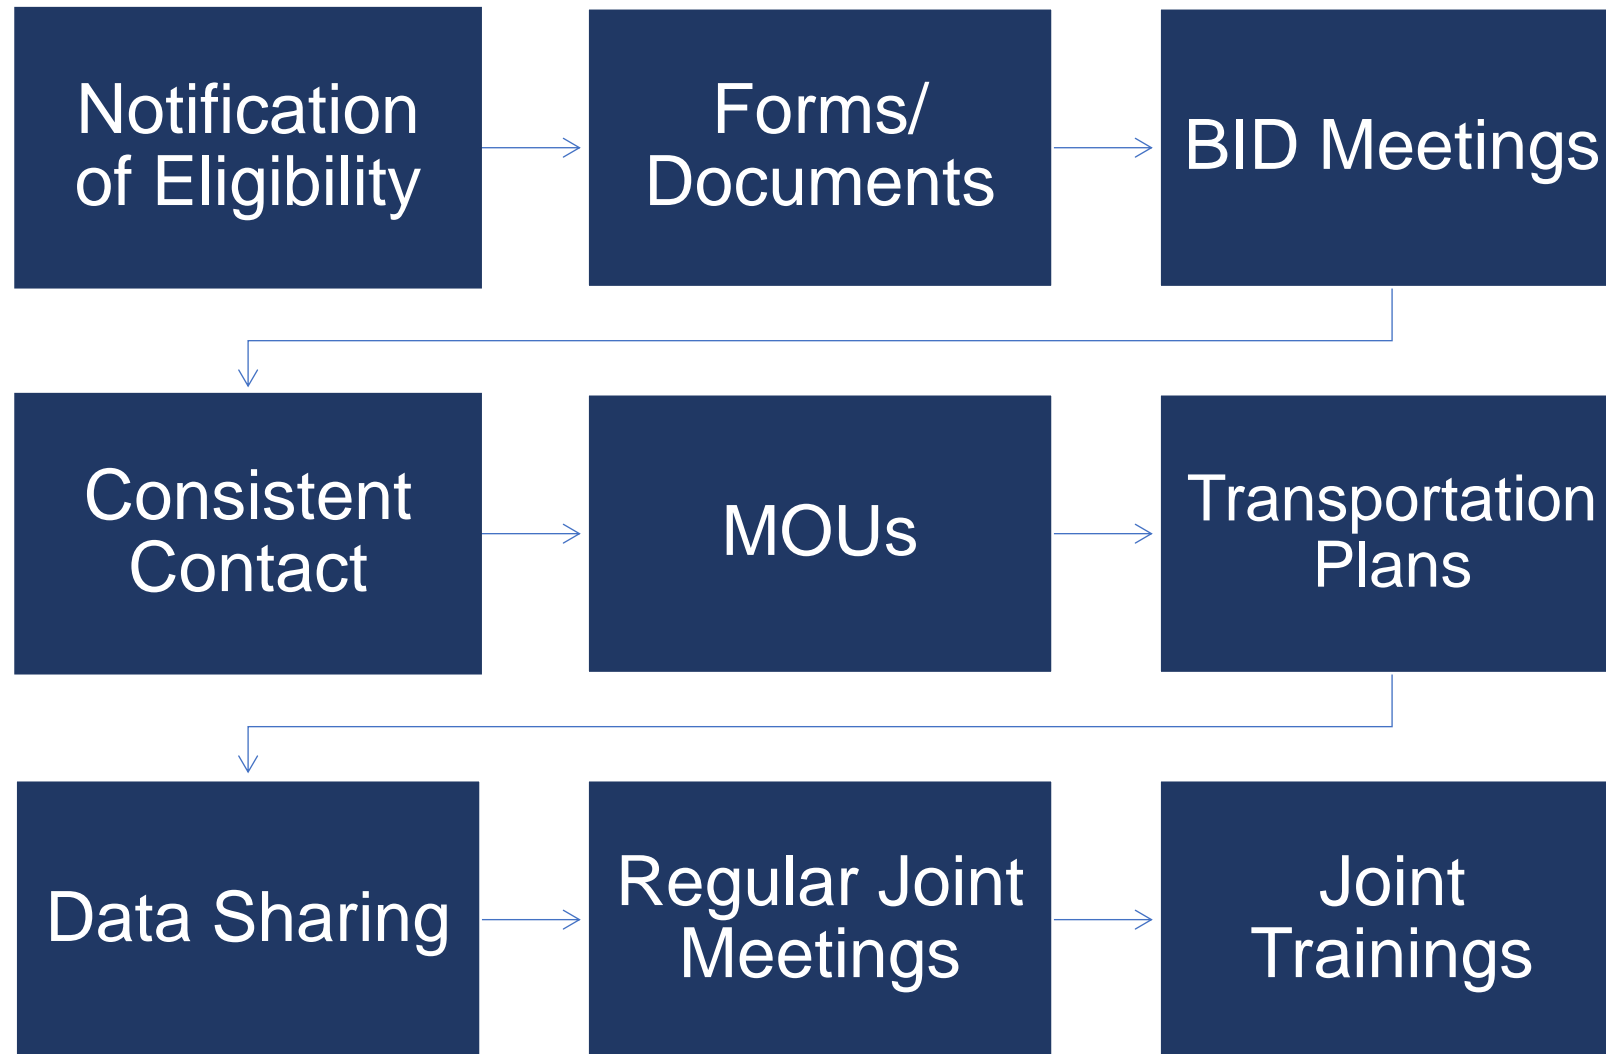 Notification
of Eligibility
Forms/
Documents
BID Meetings
Consistent
Contact
MOUs
Transportation
Plans
Data Sharing
Regular Joint
Meetings
Joint
Trainings